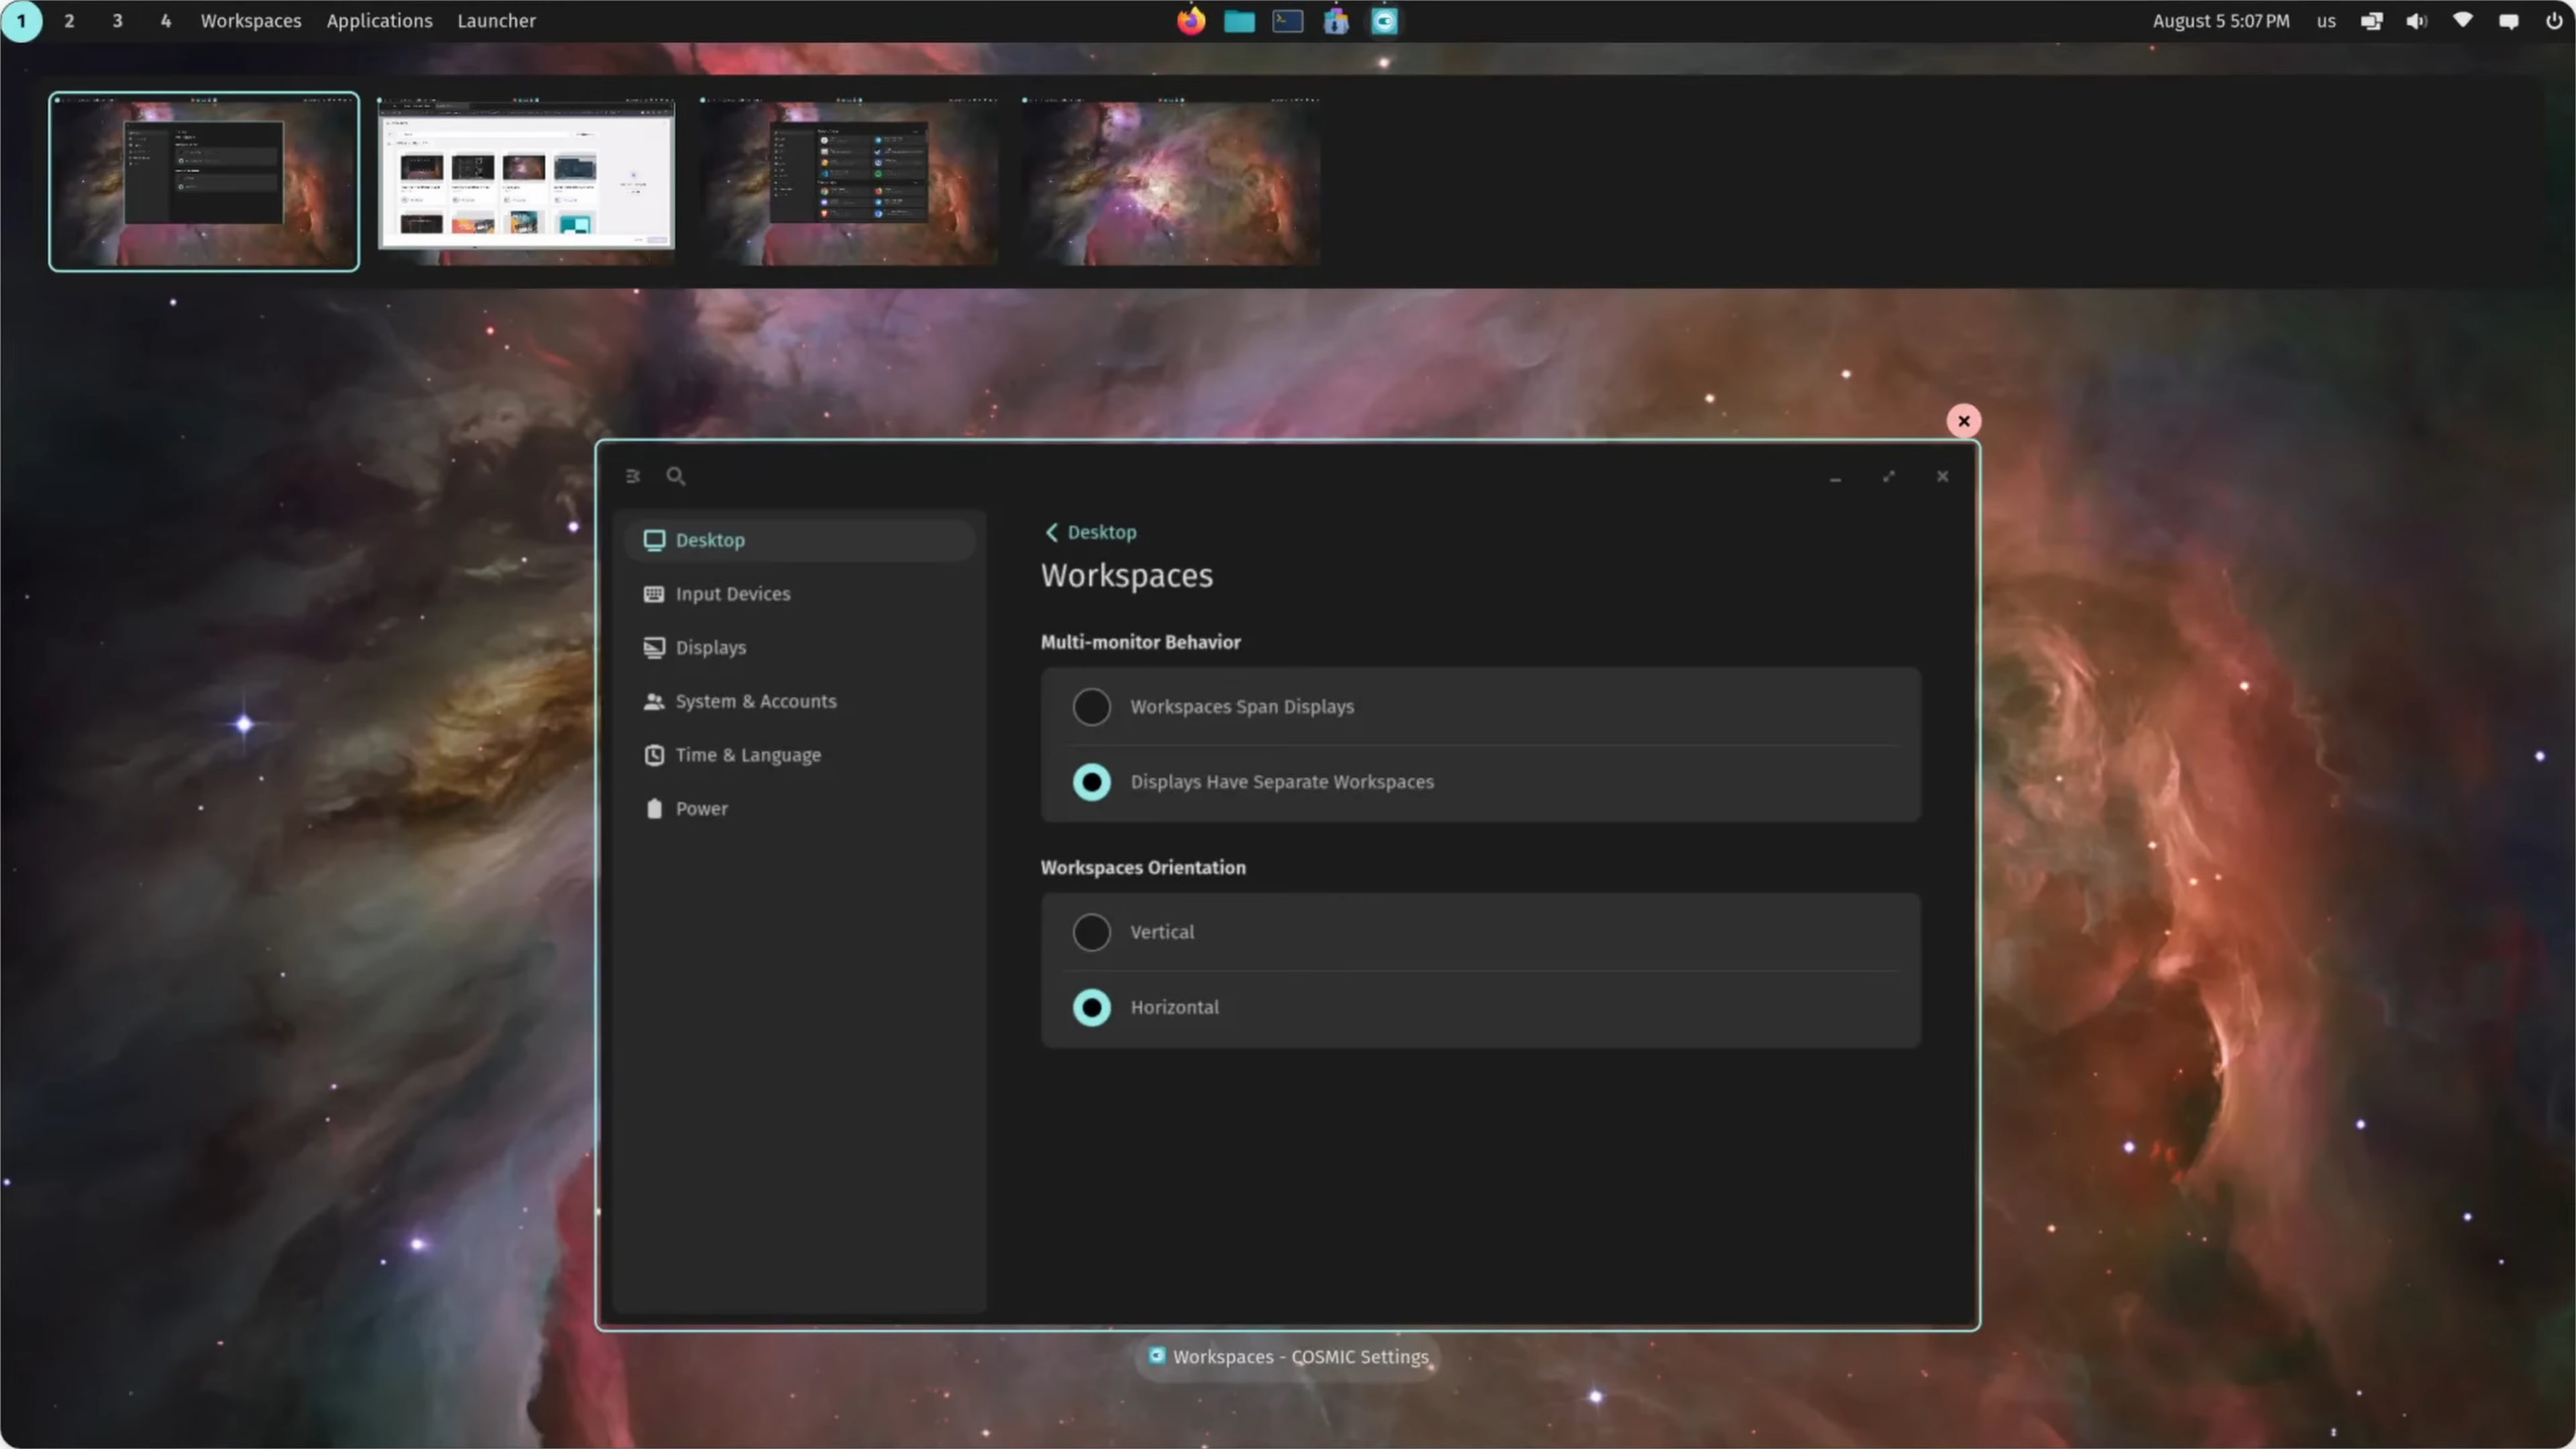 1 2 3 4 Workspaces Applications Launcher
August 5 5:07 PM us
Desktop
Input Devices
Displays
System & Accounts
Time & Language
Power
Desktop
Workspaces
Multi-monitor Behavior
Workspaces Span Displays
Displays Have Separate Workspaces
Workspaces Orientation
Vertical
Horizontal
Workspaces - COSMIC Settings